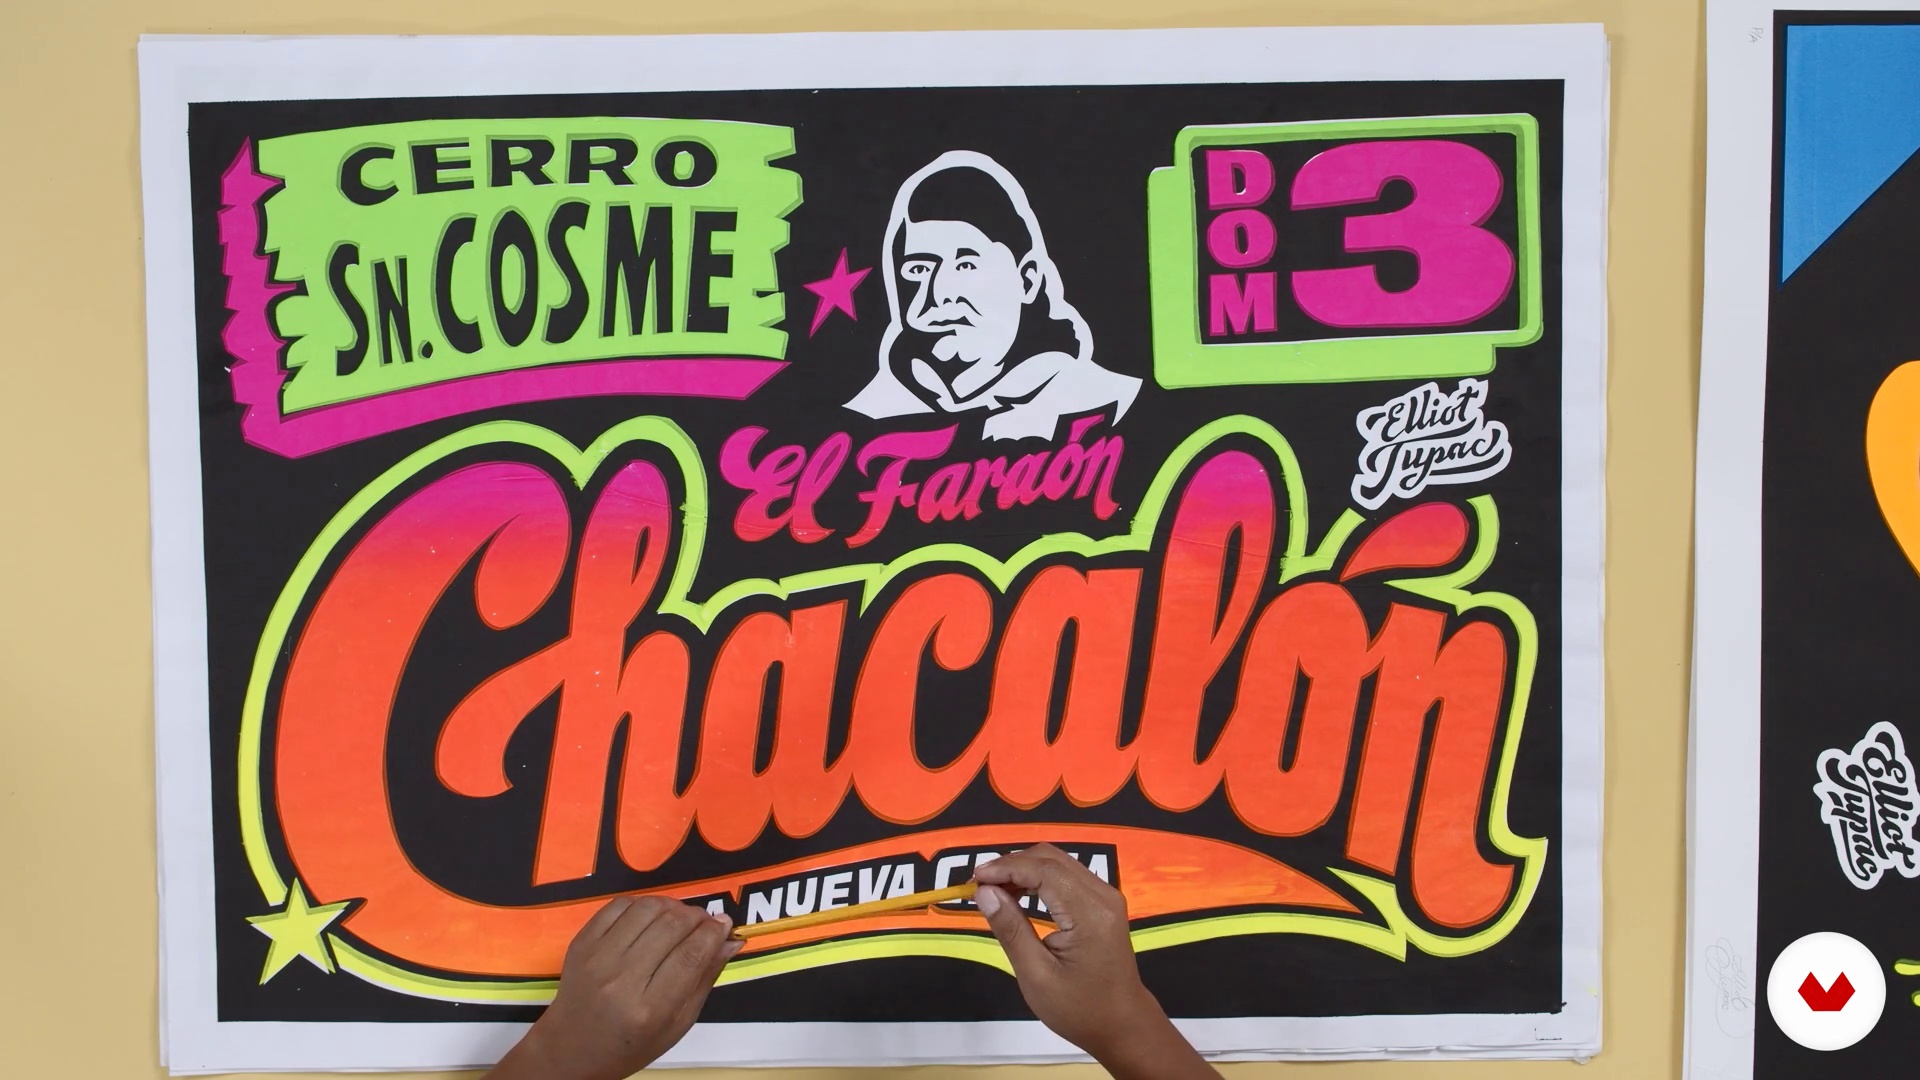 CERRO
SN. COSME
DOM
3
Elliot
Tupac
El Faraón
Chacalón
NUEVA
Elliot
Tupac